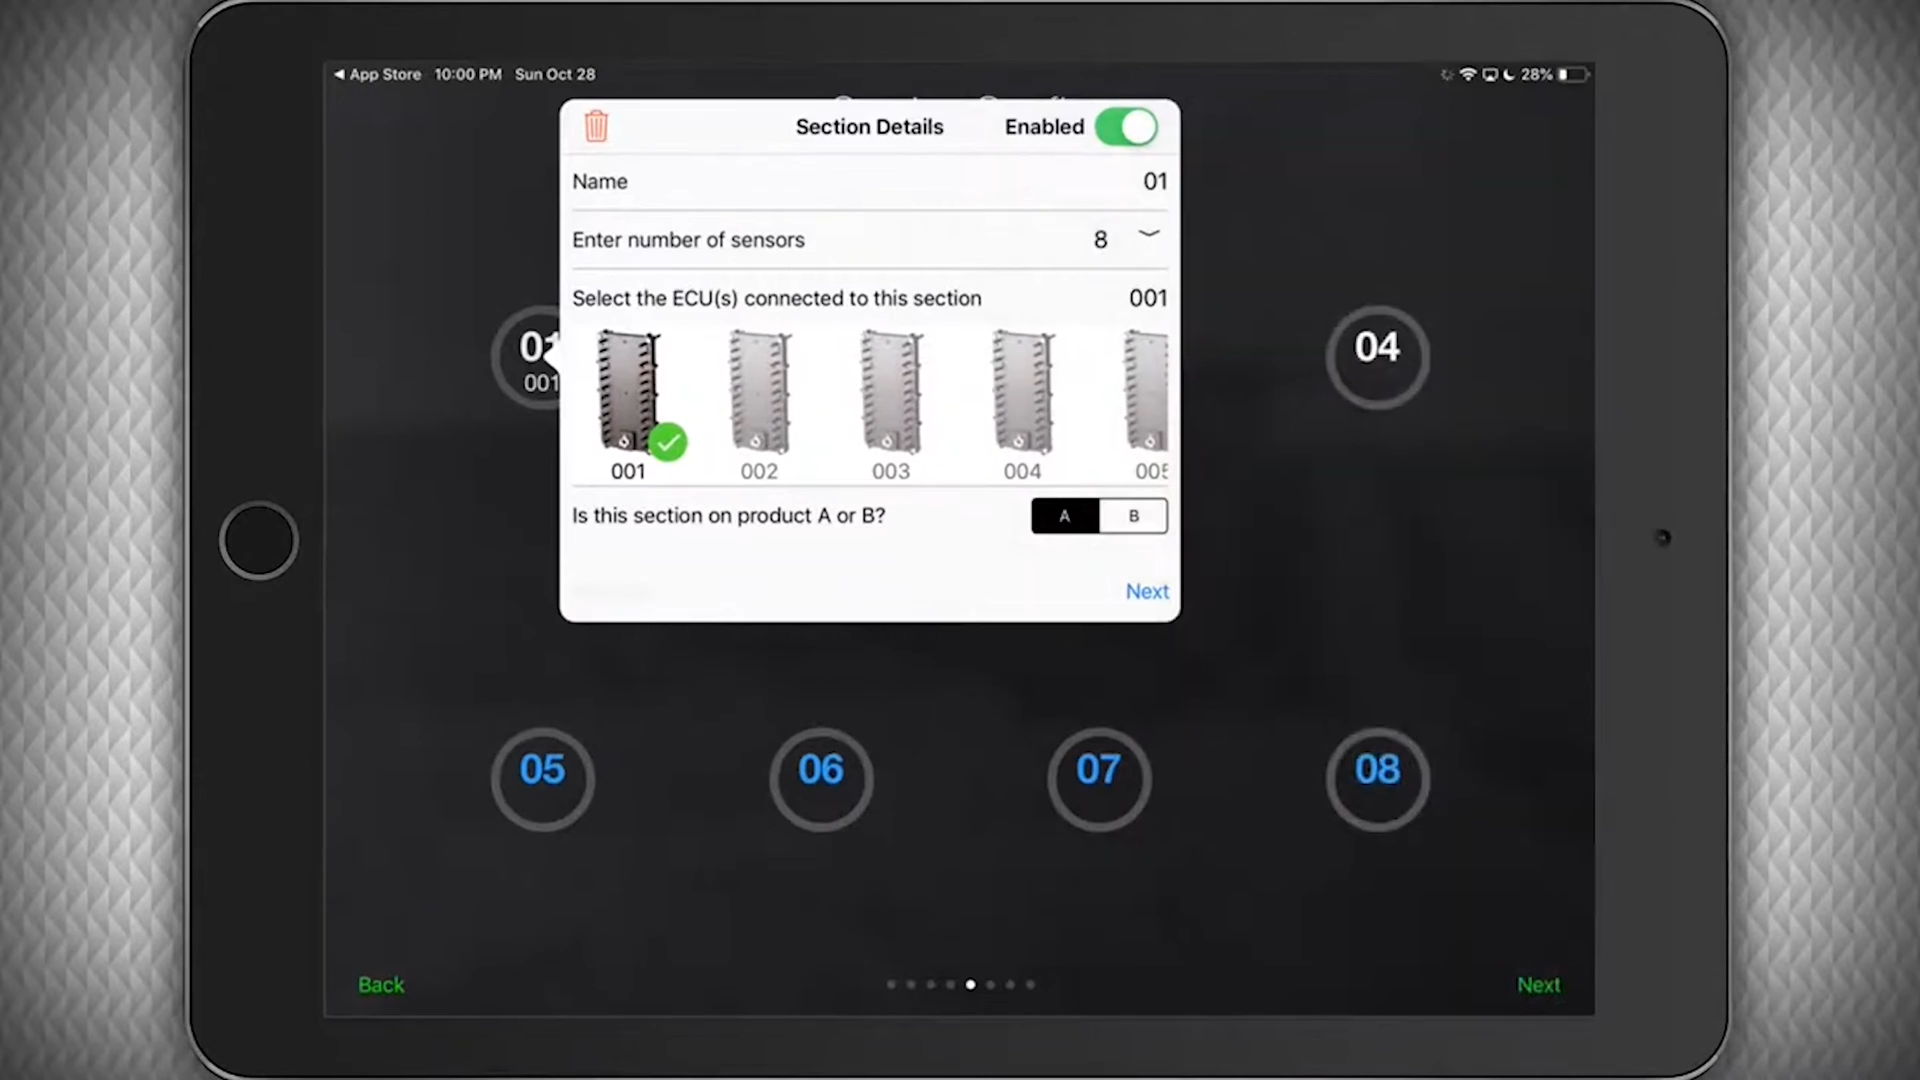 App Store 10:00 PM Sun Oct 28
28%
Section Details Enabled
Name 01
Enter number of sensors 8
Select the ECU(s) connected to this section 001
001 002 003 004
Is this section on product A or B? A B
Next
001
04
05 06 07 08
Back Next